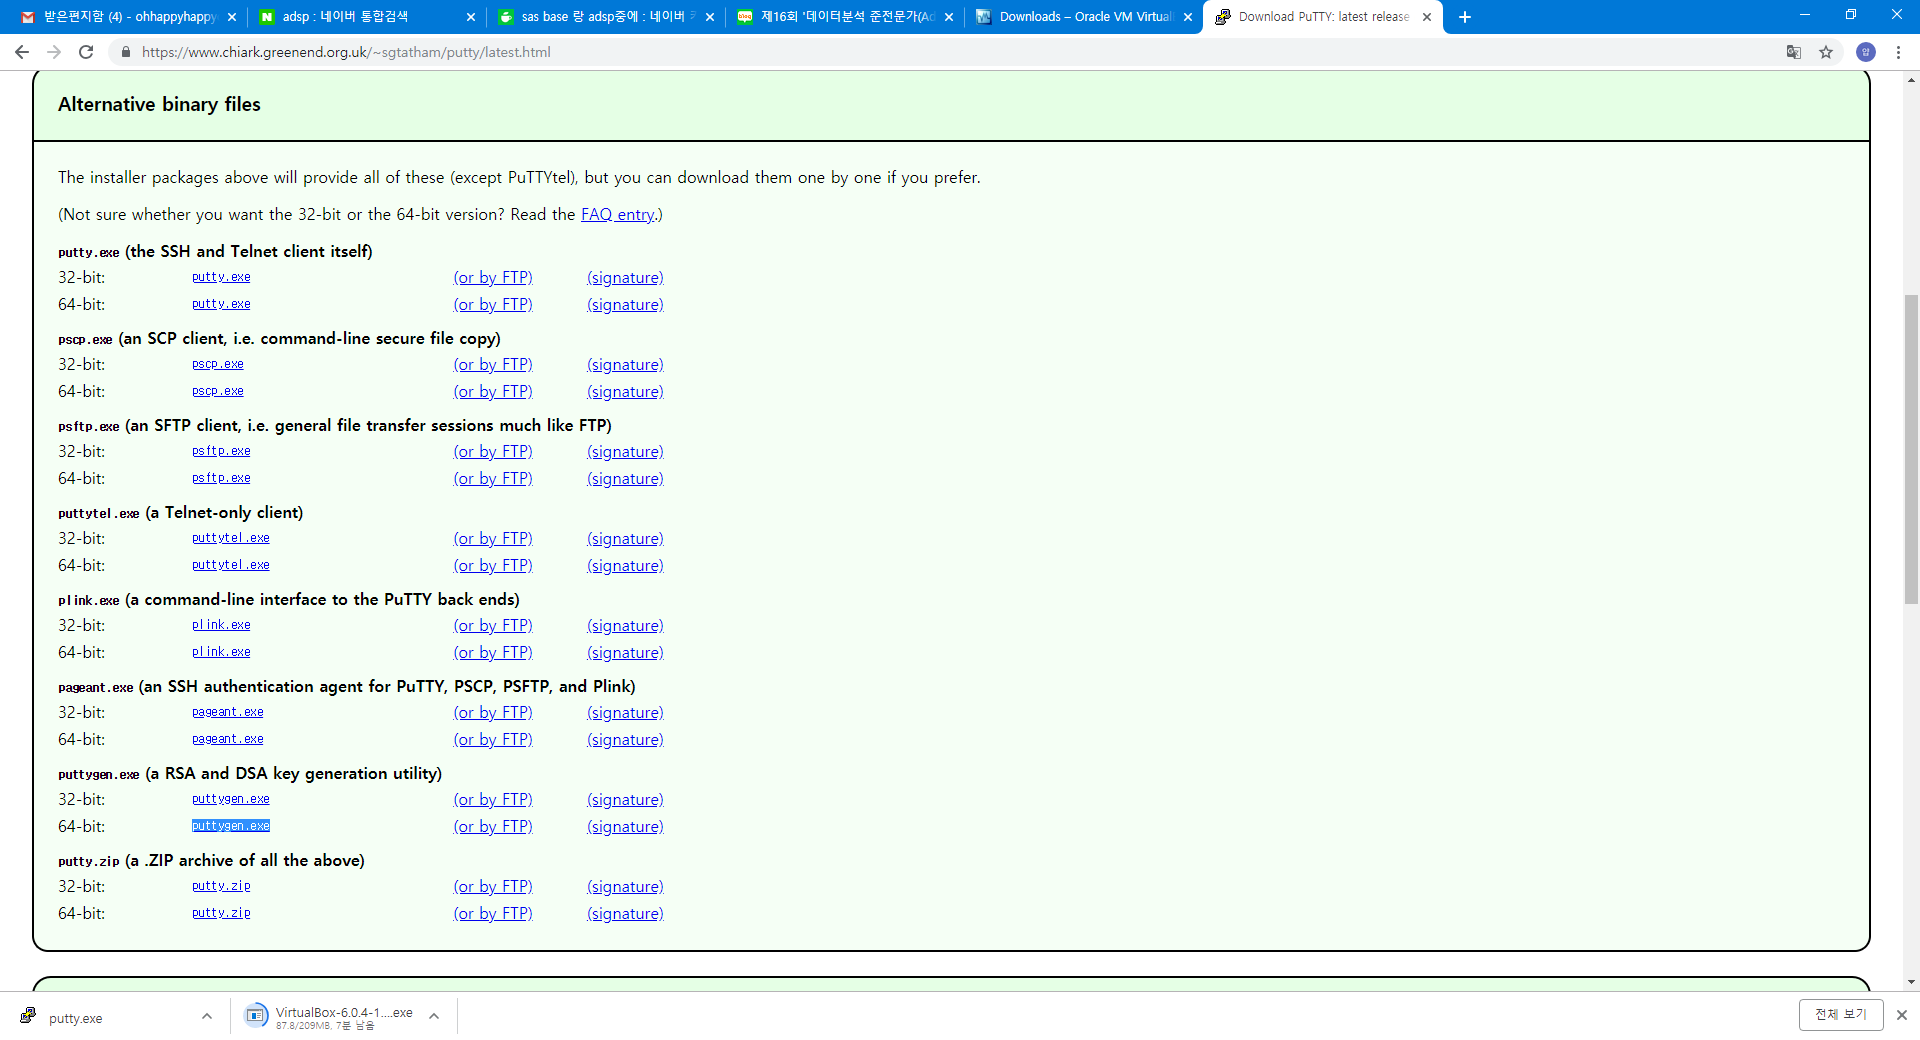 받은편지함 (4) - ohhappyhappy
adsp : 네이버 통합검색
sas base 랑 adsp중에 : 네이버
제16회 '데이터분석 준전문가(Ad
Downloads – Oracle VM Virtual
Download PuTTY: latest release
https://www.chiark.greenend.org.uk/~sgtatham/putty/latest.html
Alternative binary files
The installer packages above will provide all of these (except PuTTYtel), but you can download them one by one if you prefer.
(Not sure whether you want the 32-bit or the 64-bit version? Read the FAQ entry.)
putty.exe (the SSH and Telnet client itself)
32-bit: putty.exe (or by FTP) (signature)
64-bit: putty.exe (or by FTP) (signature)
pscp.exe (an SCP client, i.e. command-line secure file copy)
32-bit: pscp.exe (or by FTP) (signature)
64-bit: pscp.exe (or by FTP) (signature)
psftp.exe (an SFTP client, i.e. general file transfer sessions much like FTP)
32-bit: psftp.exe (or by FTP) (signature)
64-bit: psftp.exe (or by FTP) (signature)
puttytel.exe (a Telnet-only client)
32-bit: puttytel.exe (or by FTP) (signature)
64-bit: puttytel.exe (or by FTP) (signature)
plink.exe (a command-line interface to the PuTTY back ends)
32-bit: plink.exe (or by FTP) (signature)
64-bit: plink.exe (or by FTP) (signature)
pageant.exe (an SSH authentication agent for PuTTY, PSCP, PSFTP, and Plink)
32-bit: pageant.exe (or by FTP) (signature)
64-bit: pageant.exe (or by FTP) (signature)
puttygen.exe (a RSA and DSA key generation utility)
32-bit: puttygen.exe (or by FTP) (signature)
64-bit: puttygen.exe (or by FTP) (signature)
putty.zip (a .ZIP archive of all the above)
32-bit: putty.zip (or by FTP) (signature)
64-bit: putty.zip (or by FTP) (signature)
putty.exe
VirtualBox-6.0.4-1....exe
87.8/209MB, 7분 남음
전체 보기